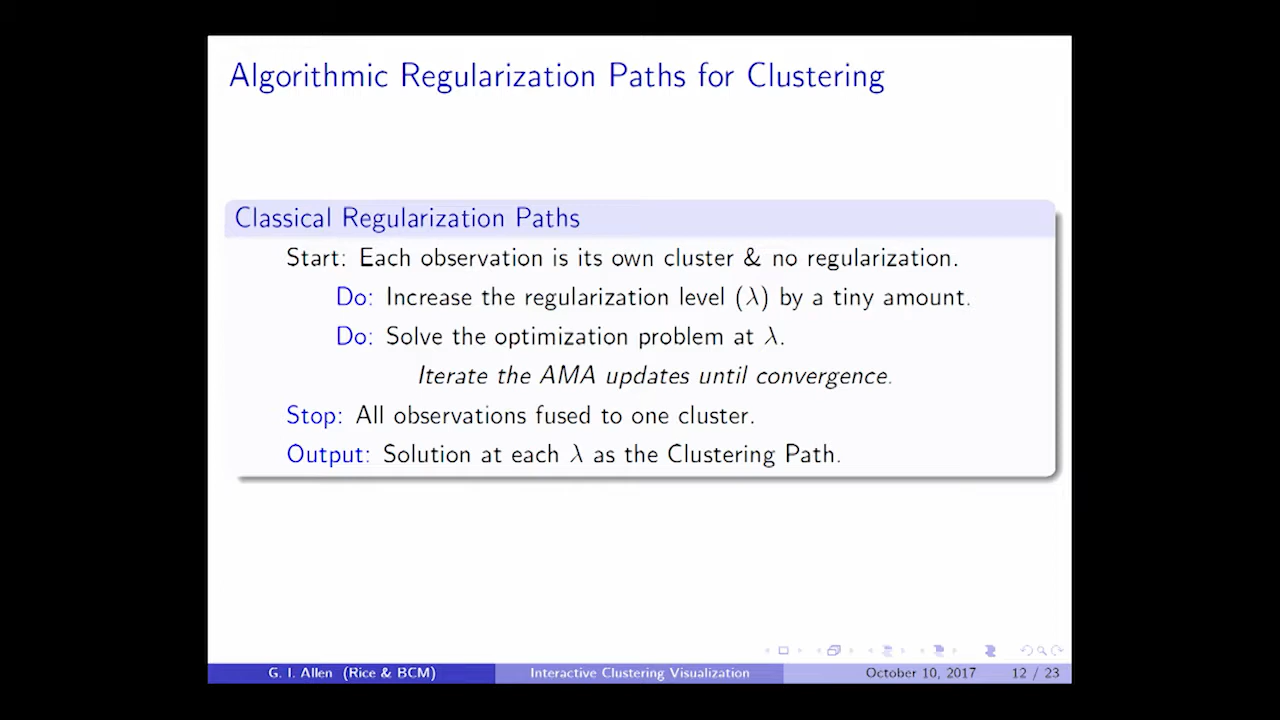 Algorithmic Regularization Paths for Clustering
Classical Regularization Paths
Start: Each observation is its own cluster & no regularization.
Do: Increase the regularization level (λ) by a tiny amount.
Do: Solve the optimization problem at λ.
Iterate the AMA updates until convergence.
Stop: All observations fused to one cluster.
Output: Solution at each λ as the Clustering Path.
G. I. Allen (Rice & BCM) Interactive Clustering Visualization October 10, 2017 12 / 23